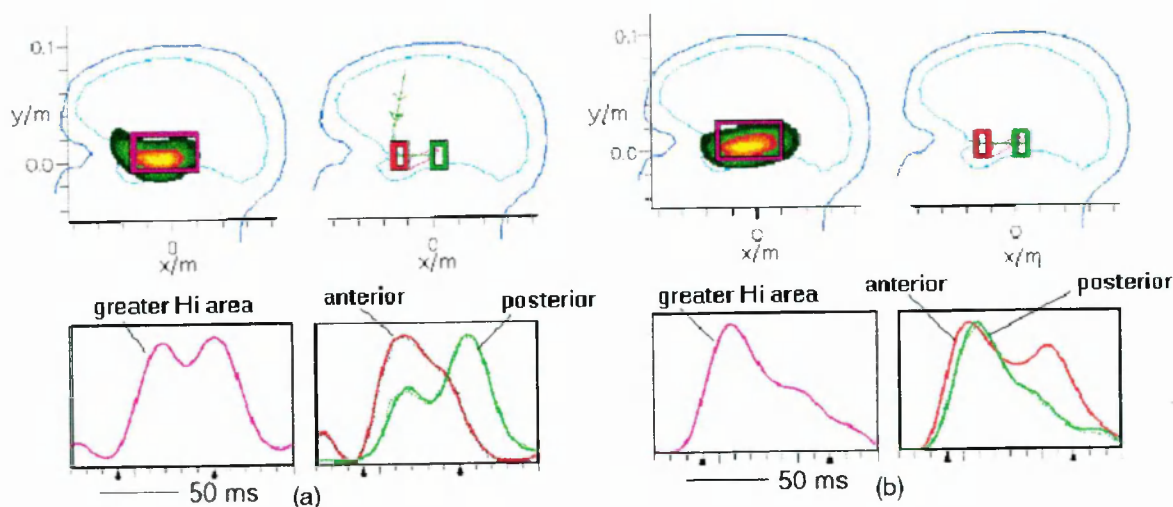 0.1
y/m
0.0
0
x/m
0
x/m
0.1
y/m
0.0
0
x/m
0
x/m
greater Hi area
anterior
posterior
greater Hi area
anterior
posterior
50 ms
(a)
50 ms
(b)